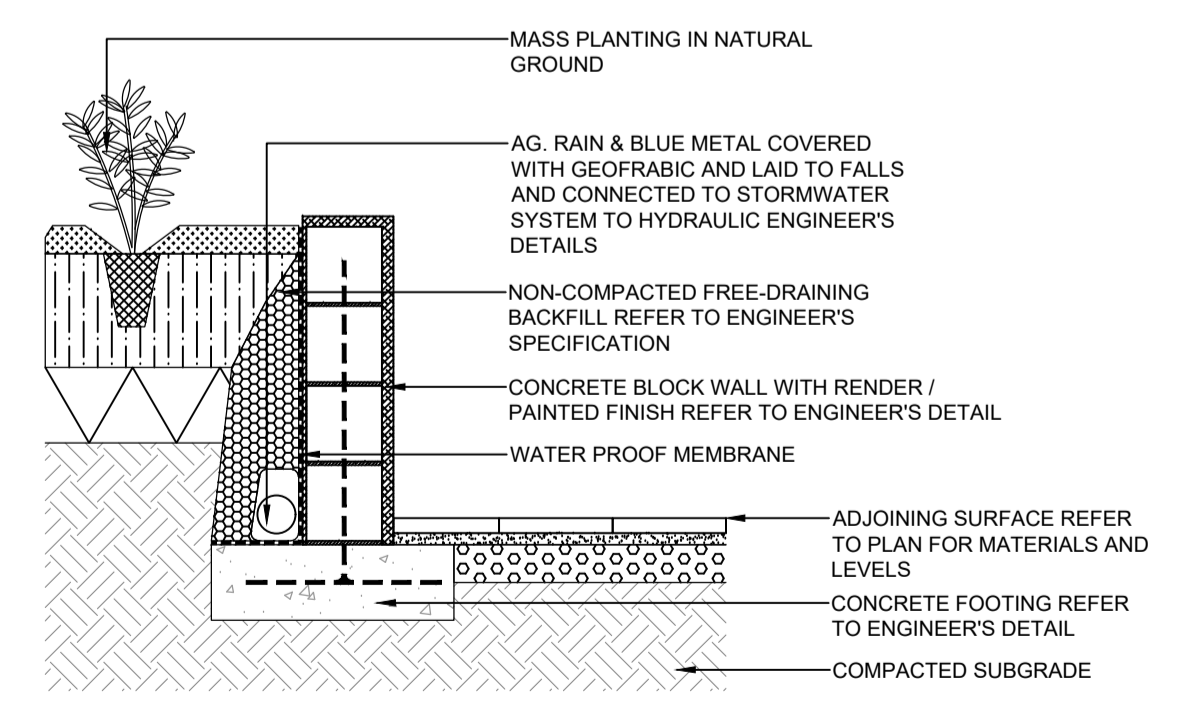 MASS PLANTING IN NATURAL
GROUND
AG. RAIN & BLUE METAL COVERED
WITH GEOFRABIC AND LAID TO FALLS
AND CONNECTED TO STORMWATER
SYSTEM TO HYDRAULIC ENGINEER'S
DETAILS
NON-COMPACTED FREE-DRAINING
BACKFILL REFER TO ENGINEER'S
SPECIFICATION
CONCRETE BLOCK WALL WITH RENDER /
PAINTED FINISH REFER TO ENGINEER'S DETAIL
WATER PROOF MEMBRANE
ADJOINING SURFACE REFER
TO PLAN FOR MATERIALS AND
LEVELS
CONCRETE FOOTING REFER
TO ENGINEER'S DETAIL
COMPACTED SUBGRADE